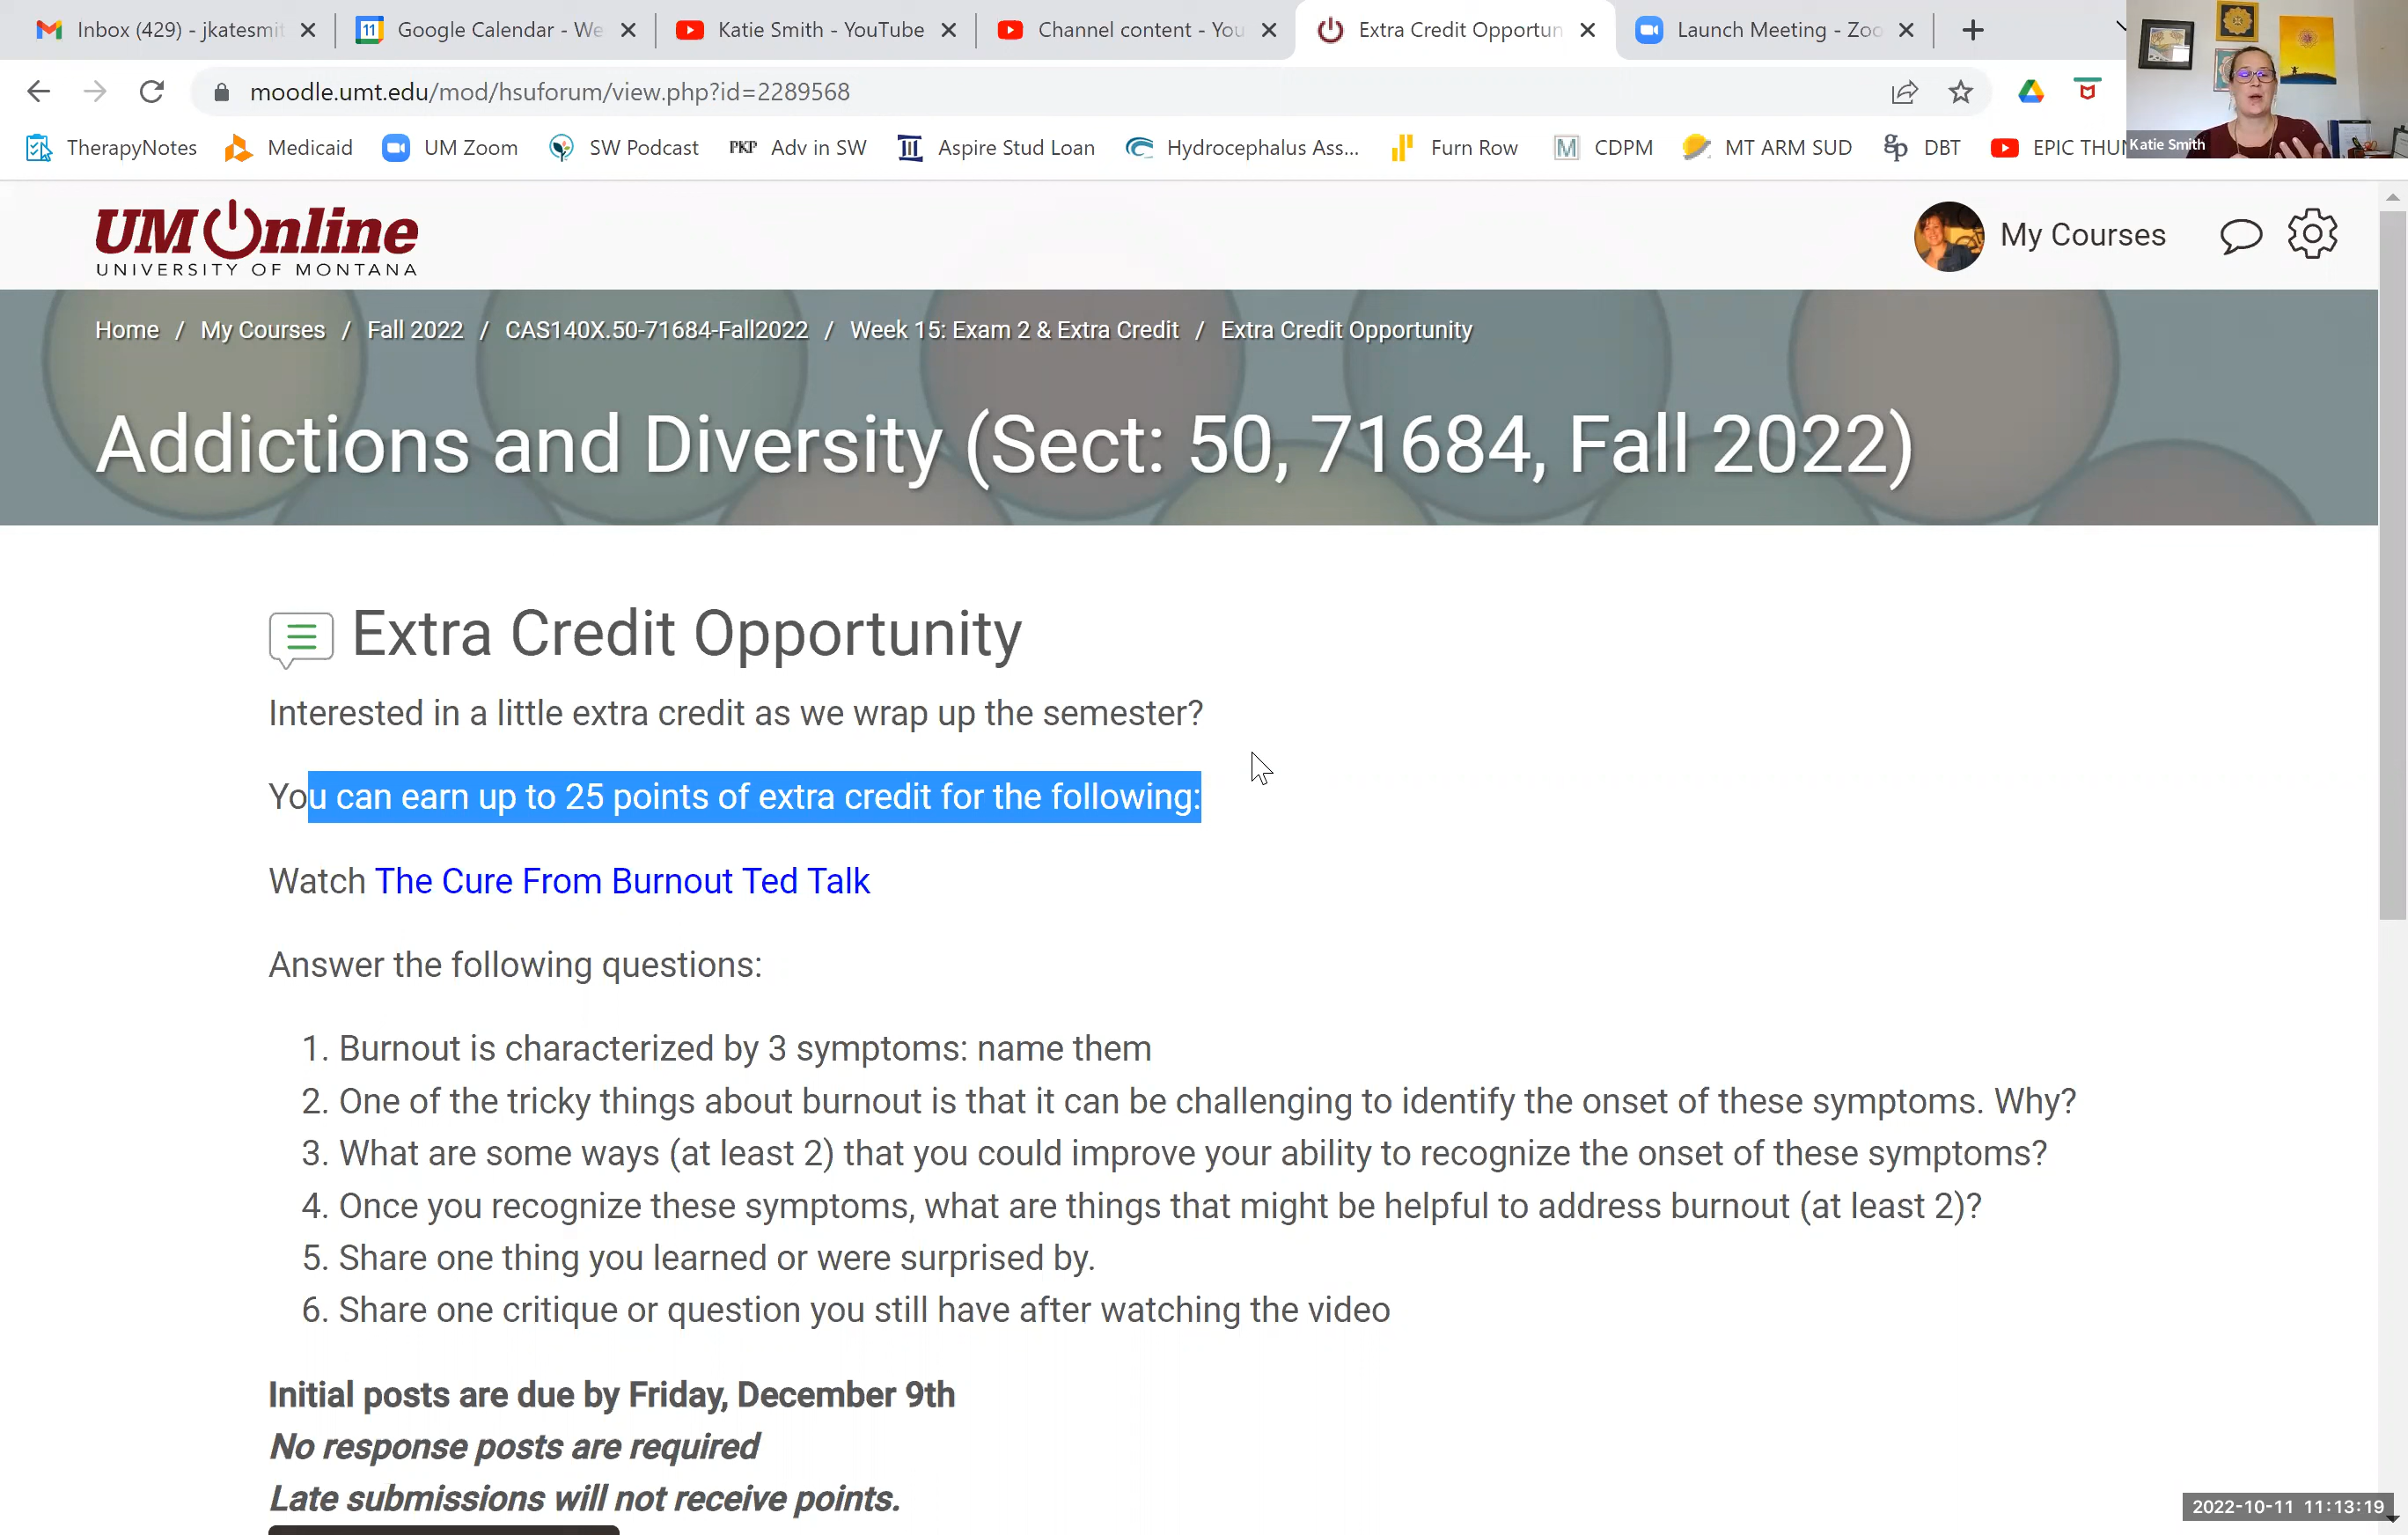 Inbox (429) - jkatesmit
Google Calendar - We
Katie Smith - YouTube
Channel content - You
Extra Credit Opportun
Launch Meeting - Zoo
moodle.umt.edu/mod/hsuforum/view.php?id=2289568
TherapyNotes
Medicaid
UM Zoom
SW Podcast
PKP Adv in SW
Aspire Stud Loan
Hydrocephalus Ass...
Furn Row
M CDPM
MT ARM SUD
gp DBT
EPIC THU
Katie Smith
UM Online
UNIVERSITY OF MONTANA
My Courses
Home / My Courses / Fall 2022 / CAS140X.50-71684-Fall2022 / Week 15: Exam 2 & Extra Credit / Extra Credit Opportunity
Addictions and Diversity (Sect: 50, 71684, Fall 2022)
Extra Credit Opportunity
Interested in a little extra credit as we wrap up the semester?
You can earn up to 25 points of extra credit for the following:
Watch The Cure From Burnout Ted Talk
Answer the following questions:
1. Burnout is characterized by 3 symptoms: name them
2. One of the tricky things about burnout is that it can be challenging to identify the onset of these symptoms. Why?
3. What are some ways (at least 2) that you could improve your ability to recognize the onset of these symptoms?
4. Once you recognize these symptoms, what are things that might be helpful to address burnout (at least 2)?
5. Share one thing you learned or were surprised by.
6. Share one critique or question you still have after watching the video
Initial posts are due by Friday, December 9th
No response posts are required
Late submissions will not receive points.
2022-10-11 11:13:19